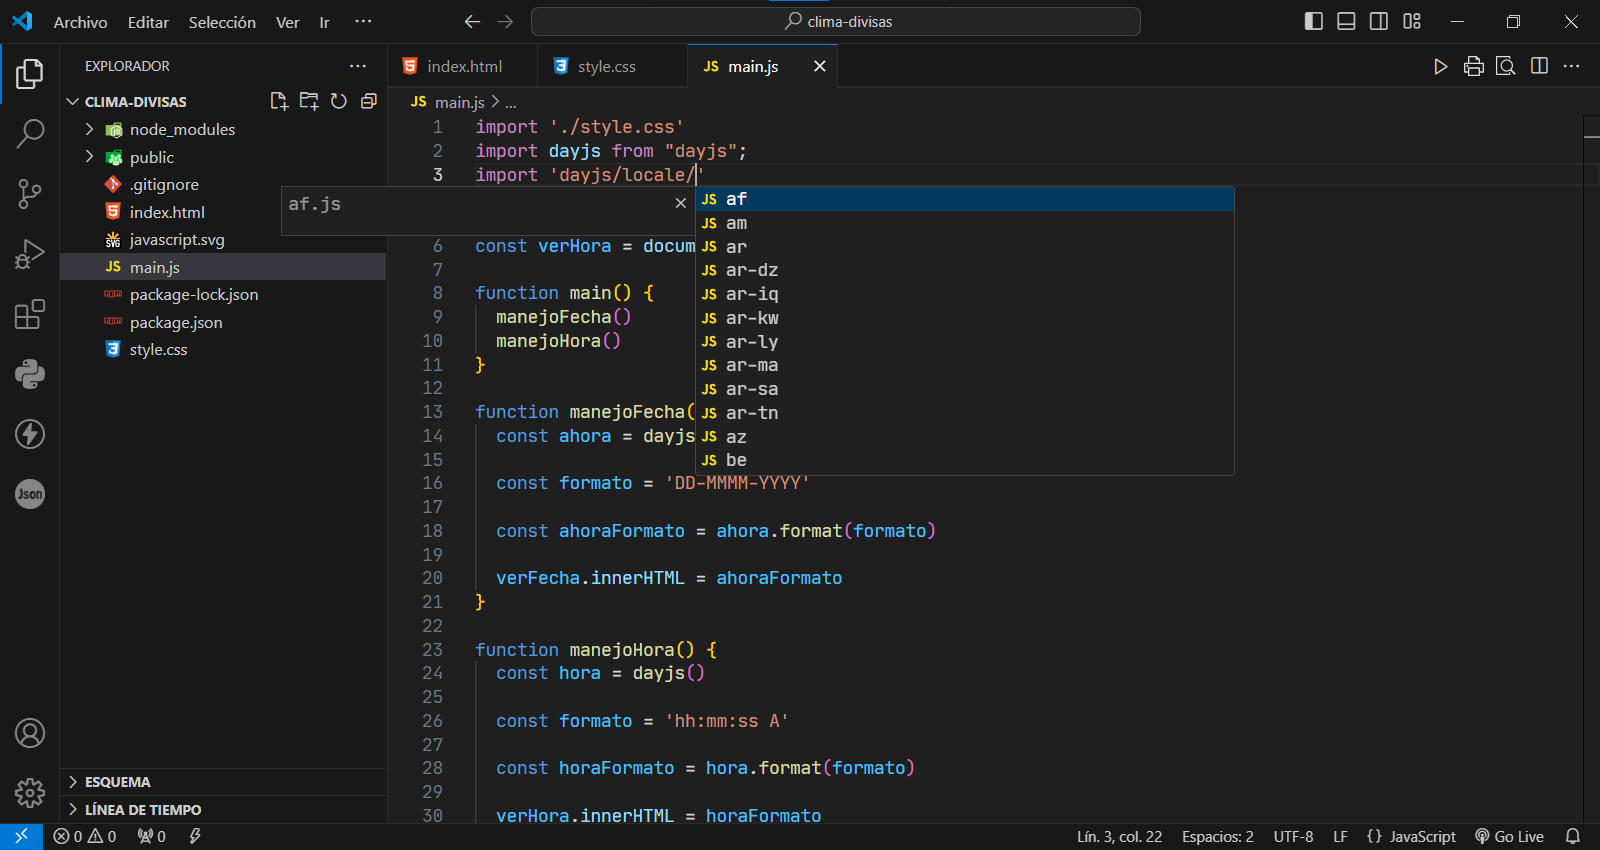 Archivo Editar Selección Ver Ir ··· clima-divisas
EXPLORADOR ···
CLIMA-DIVISAS
node_modules
public
.gitignore
index.html
javascript.svg
main.js
package-lock.json
package.json
style.css
ESQUEMA
LÍNEA DE TIEMPO
index.html style.css JS main.js
JS main.js > ...
1 import './style.css'
2 import dayjs from "dayjs";
3 import 'dayjs/locale/'
af.js
JS af
JS am
JS ar
JS ar-dz
JS ar-iq
JS ar-kw
JS ar-ly
JS ar-ma
JS ar-sa
JS ar-tn
JS az
JS be
6 const verHora = docum
7
8 function main() {
9 manejoFecha()
10 manejoHora()
11 }
12
13 function manejoFecha(
14 const ahora = dayjs
15
16 const formato = 'DD-MMMM-YYYY'
17
18 const ahoraFormato = ahora.format(formato)
19
20 verFecha.innerHTML = ahoraFormato
21 }
22
23 function manejoHora() {
24 const hora = dayjs()
25
26 const formato = 'hh:mm:ss A'
27
28 const horaFormato = hora.format(formato)
29
30 verHora.innerHTML = horaFormato
0 0 0 Lín. 3, col. 22 Espacios: 2 UTF-8 LF {} JavaScript Go Live